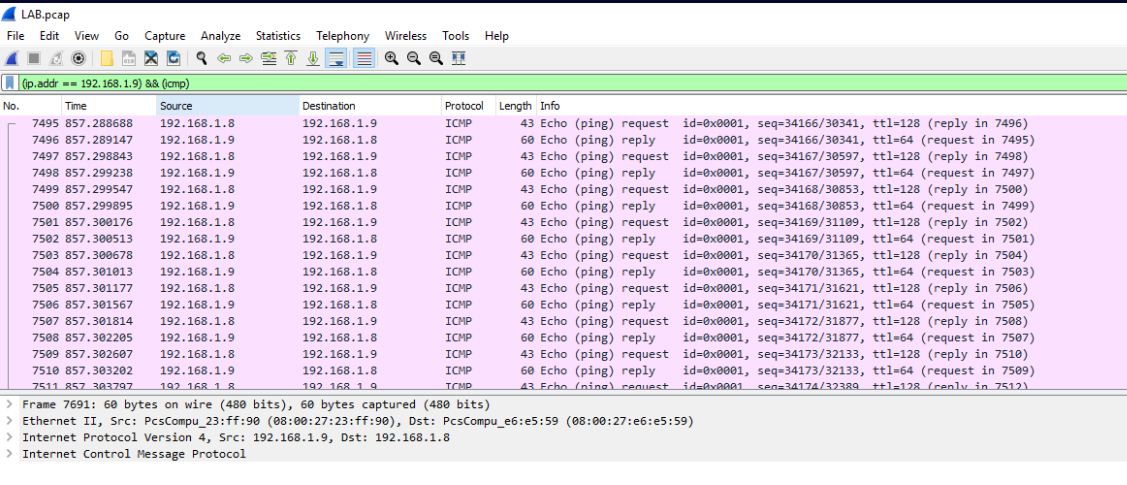 LAB.pcap
File Edit View Go Capture Analyze Statistics Telephony Wireless Tools Help
(ip.addr == 192.168.1.9) && (icmp)
No. Time Source Destination Protocol Length Info
7495 857.288688 192.168.1.8 192.168.1.9 ICMP 43 Echo (ping) request id=0x0001, seq=34166/30341, ttl=128 (reply in 7496)
7496 857.289147 192.168.1.9 192.168.1.8 ICMP 60 Echo (ping) reply id=0x0001, seq=34166/30341, ttl=64 (request in 7495)
7497 857.298843 192.168.1.8 192.168.1.9 ICMP 43 Echo (ping) request id=0x0001, seq=34167/30597, ttl=128 (reply in 7498)
7498 857.299238 192.168.1.9 192.168.1.8 ICMP 60 Echo (ping) reply id=0x0001, seq=34167/30597, ttl=64 (request in 7497)
7499 857.299547 192.168.1.8 192.168.1.9 ICMP 43 Echo (ping) request id=0x0001, seq=34168/30853, ttl=128 (reply in 7500)
7500 857.299895 192.168.1.9 192.168.1.8 ICMP 60 Echo (ping) reply id=0x0001, seq=34168/30853, ttl=64 (request in 7499)
7501 857.300176 192.168.1.8 192.168.1.9 ICMP 43 Echo (ping) request id=0x0001, seq=34169/31109, ttl=128 (reply in 7502)
7502 857.300513 192.168.1.9 192.168.1.8 ICMP 60 Echo (ping) reply id=0x0001, seq=34169/31109, ttl=64 (request in 7501)
7503 857.300678 192.168.1.8 192.168.1.9 ICMP 43 Echo (ping) request id=0x0001, seq=34170/31365, ttl=128 (reply in 7504)
7504 857.301013 192.168.1.9 192.168.1.8 ICMP 60 Echo (ping) reply id=0x0001, seq=34170/31365, ttl=64 (request in 7503)
7505 857.301177 192.168.1.8 192.168.1.9 ICMP 43 Echo (ping) request id=0x0001, seq=34171/31621, ttl=128 (reply in 7506)
7506 857.301567 192.168.1.9 192.168.1.8 ICMP 60 Echo (ping) reply id=0x0001, seq=34171/31621, ttl=64 (request in 7505)
7507 857.301814 192.168.1.8 192.168.1.9 ICMP 43 Echo (ping) request id=0x0001, seq=34172/31877, ttl=128 (reply in 7508)
7508 857.302205 192.168.1.9 192.168.1.8 ICMP 60 Echo (ping) reply id=0x0001, seq=34172/31877, ttl=64 (request in 7507)
7509 857.302607 192.168.1.8 192.168.1.9 ICMP 43 Echo (ping) request id=0x0001, seq=34173/32133, ttl=128 (reply in 7510)
7510 857.303202 192.168.1.9 192.168.1.8 ICMP 60 Echo (ping) reply id=0x0001, seq=34173/32133, ttl=64 (request in 7509)
7511 857.303797 192.168.1.8 192.168.1.9 ICMP 43 Echo (ping) request id=0x0001, seq=34174/32389, ttl=128 (reply in 7512)
Frame 7691: 60 bytes on wire (480 bits), 60 bytes captured (480 bits)
Ethernet II, Src: PcsCompu_23:ff:90 (08:00:27:23:ff:90), Dst: PcsCompu_e6:e5:59 (08:00:27:e6:e5:59)
Internet Protocol Version 4, Src: 192.168.1.9, Dst: 192.168.1.8
Internet Control Message Protocol